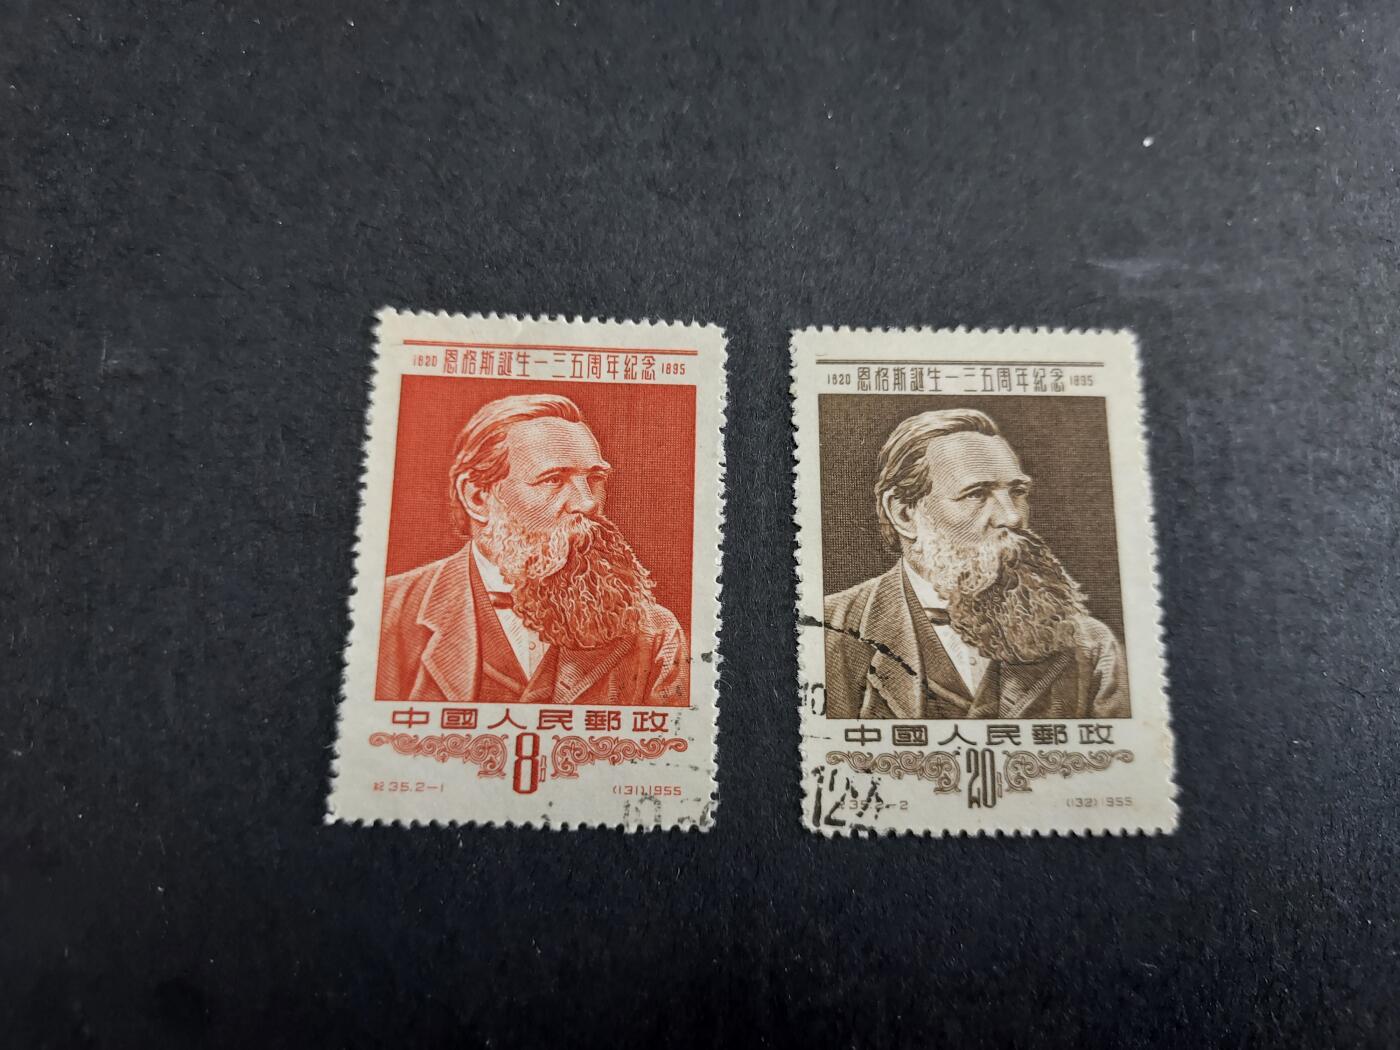 1820 恩格斯誕生一三五周年紀念 1895
中國人民郵政
8分
紀35.2-1 (131)1955
1820 恩格斯誕生一三五周年紀念 1895
10
中國人民郵政
20分
35.2-2 (132)1955
12